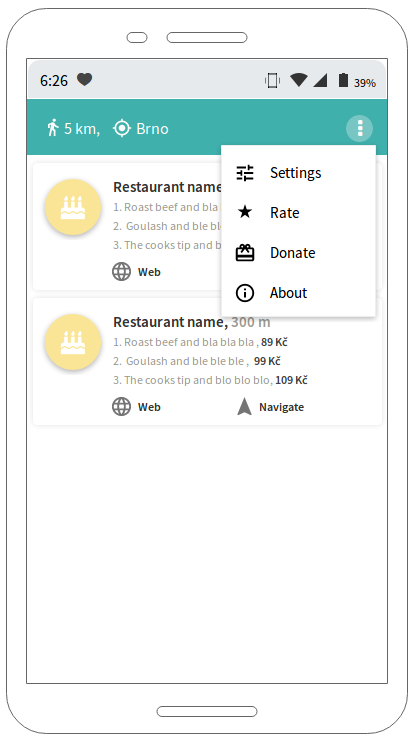 6:26 39%
5 km, Brno
Settings
Rate
Donate
About
Restaurant name
1. Roast beef and bla
2. Goulash and ble bl
3. The cooks tip and b
Web
Restaurant name, 300 m
1. Roast beef and bla bla bla , 89 Kč
2. Goulash and ble ble ble , 99 Kč
3. The cooks tip and blo blo blo, 109 Kč
Web Navigate